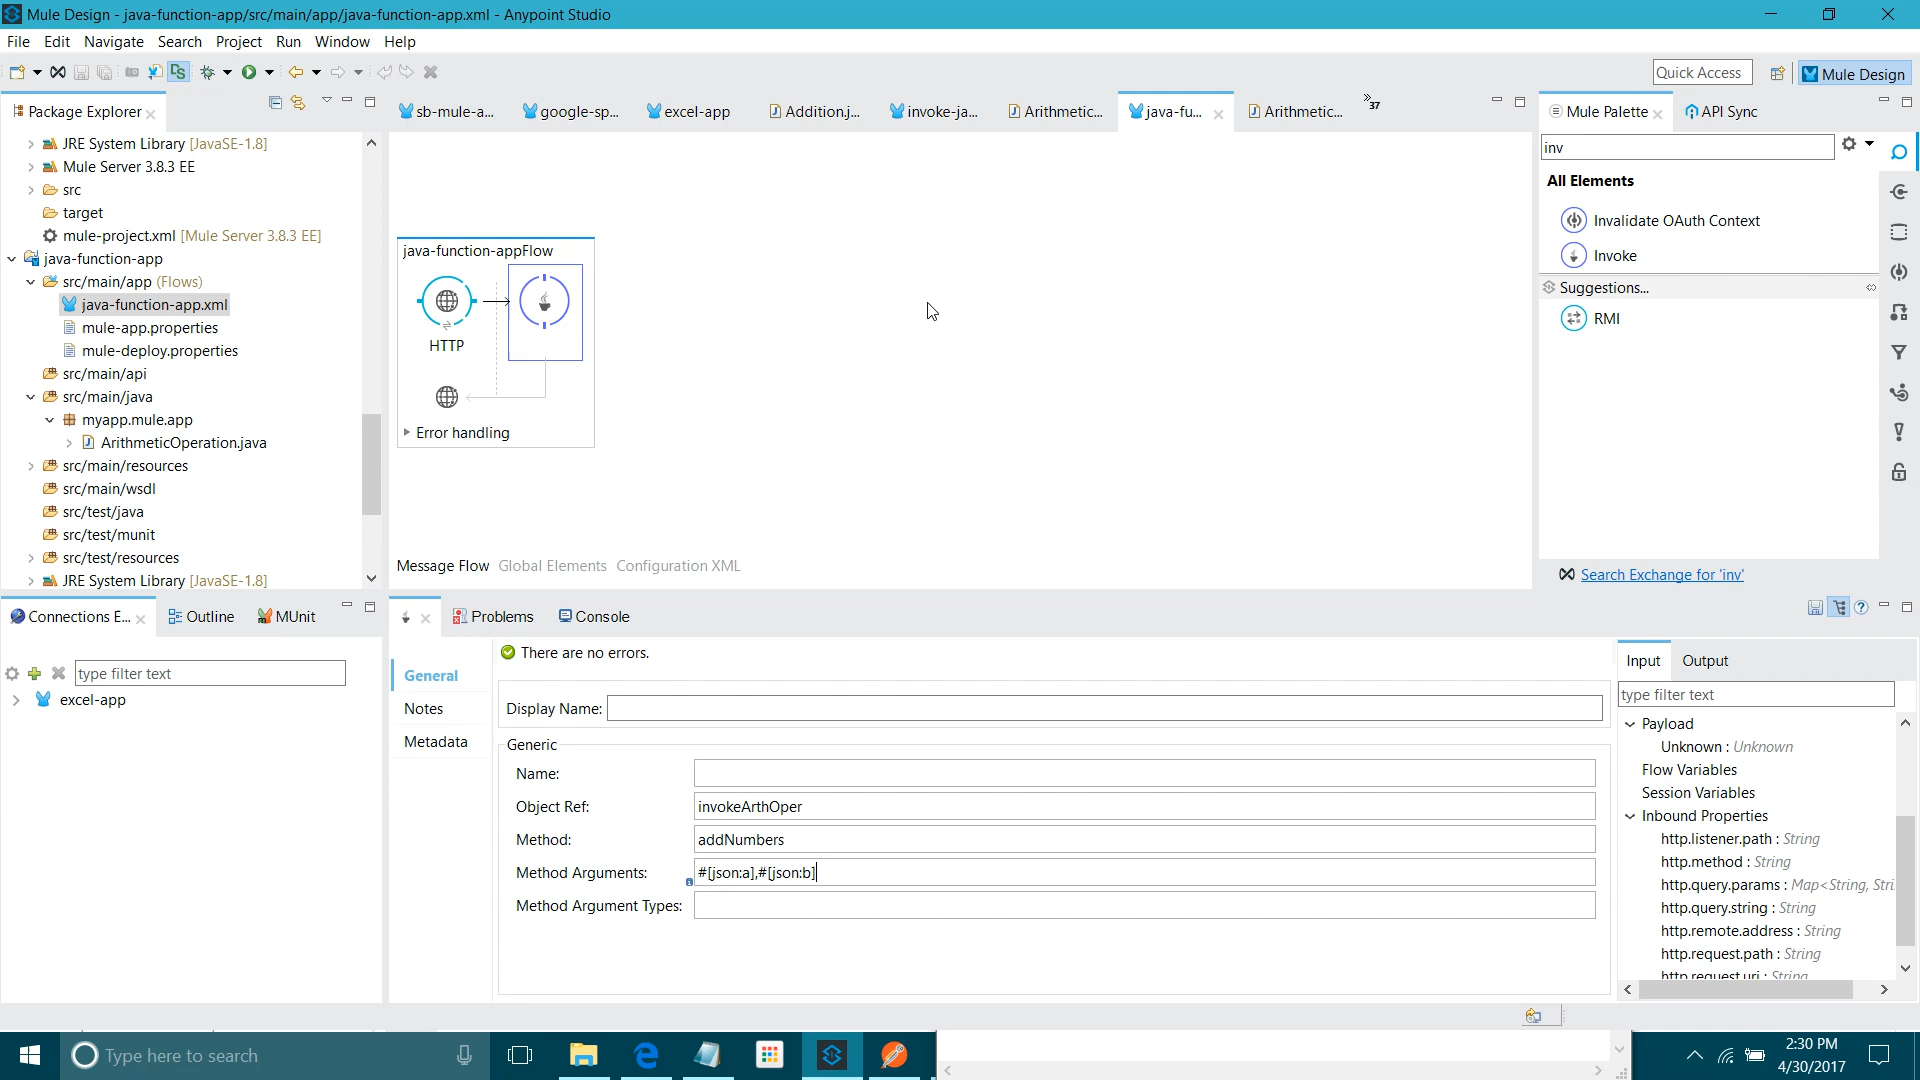 Mule Design - java-function-app/src/main/app/java-function-app.xml - Anypoint Studio
File Edit Navigate Search Project Run Window Help
Quick Access
Mule Design
Package Explorer
JRE System Library [JavaSE-1.8]
Mule Server 3.8.3 EE
src
target
mule-project.xml [Mule Server 3.8.3 EE]
java-function-app
src/main/app (Flows)
java-function-app.xml
mule-app.properties
mule-deploy.properties
src/main/api
src/main/java
myapp.mule.app
ArithmeticOperation.java
src/main/resources
src/main/wsdl
src/test/java
src/test/munit
src/test/resources
JRE System Library [JavaSE-1.8]
sb-mule-a... google-sp... excel-app Addition.j... invoke-ja... Arithmetic... java-fu... Arithmetic... »37
java-function-appFlow
HTTP
Error handling
Message Flow Global Elements Configuration XML
Mule Palette API Sync
inv
All Elements
Invalidate OAuth Context
Invoke
Suggestions...
RMI
Search Exchange for 'inv'
Connections E... Outline MUnit
type filter text
excel-app
Problems Console
There are no errors.
General
Notes
Metadata
Display Name:
Generic
Name:
Object Ref: invokeArthOper
Method: addNumbers
Method Arguments: #[json:a],#[json:b]
Method Argument Types:
Input Output
type filter text
Payload
Unknown : Unknown
Flow Variables
Session Variables
Inbound Properties
http.listener.path : String
http.method : String
http.query.params : Map<String, Stri
http.query.string : String
http.remote.address : String
http.request.path : String
http.request.uri : String
Type here to search
2:30 PM
4/30/2017